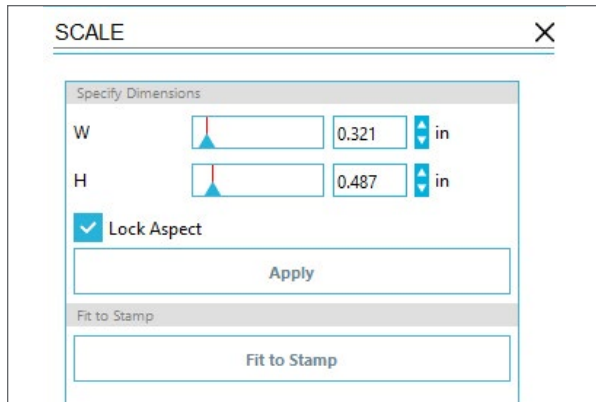 SCALE
Specify Dimensions
W 0.321 in
H 0.487 in
Lock Aspect
Apply
Fit to Stamp
Fit to Stamp